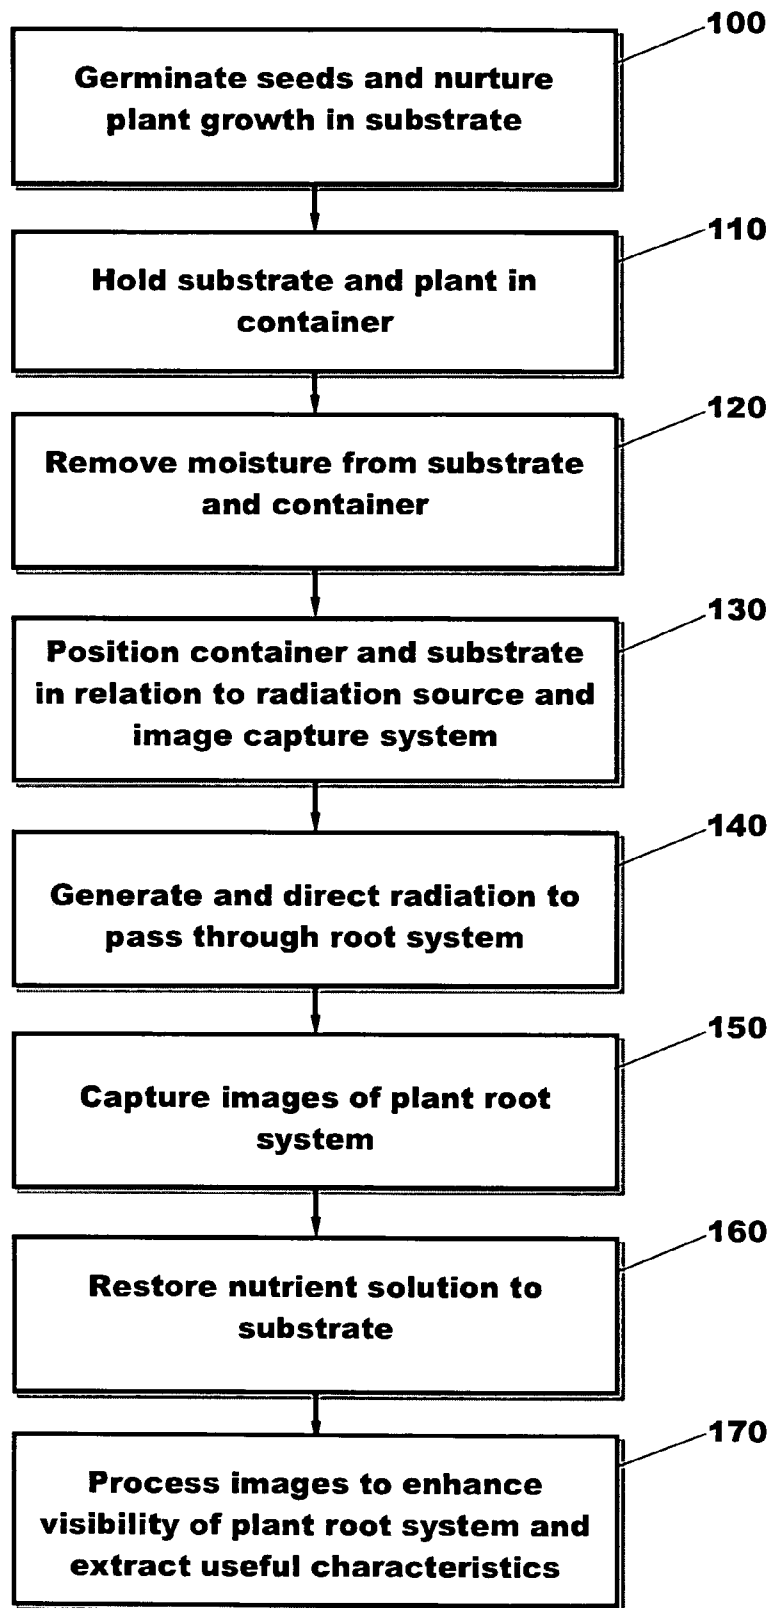 100
Germinate seeds and nurture
plant growth in substrate
110
Hold substrate and plant in
container
120
Remove moisture from substrate
and container
130
Position container and substrate
in relation to radiation source and
image capture system
140
Generate and direct radiation to
pass through root system
150
Capture images of plant root
system
160
Restore nutrient solution to
substrate
170
Process images to enhance
visibility of plant root system and
extract useful characteristics